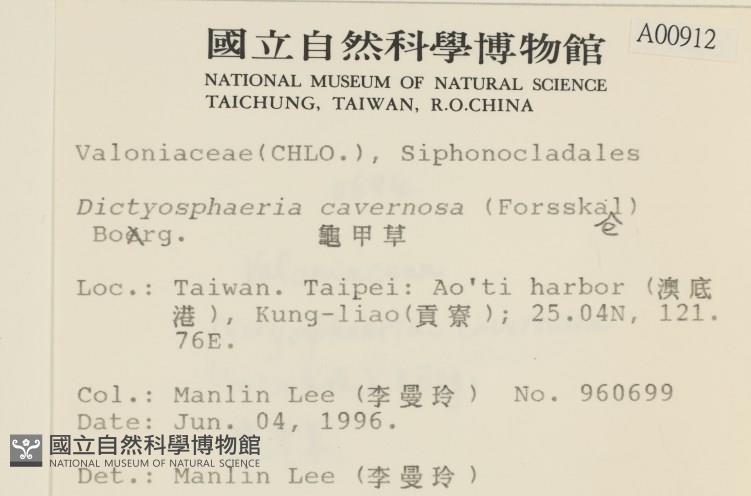 國立自然科學博物館
A00912
NATIONAL MUSEUM OF NATURAL SCIENCE
TAICHUNG, TAIWAN, R.O.CHINA
Valoniaceae(CHLO.), Siphonocladales
Dictyosphaeria cavernosa (Forsskal)
Boerg. 龜甲草
Loc.: Taiwan. Taipei: Ao'ti harbor (澳底
港), Kung-liao(貢寮); 25.04N, 121.
76E.
Col.: Manlin Lee (李曼玲) No. 960699
Date: Jun. 04, 1996.
國立自然科學博物館
NATIONAL MUSEUM OF NATURAL SCIENCE
Det.: Manlin Lee (李曼玲)